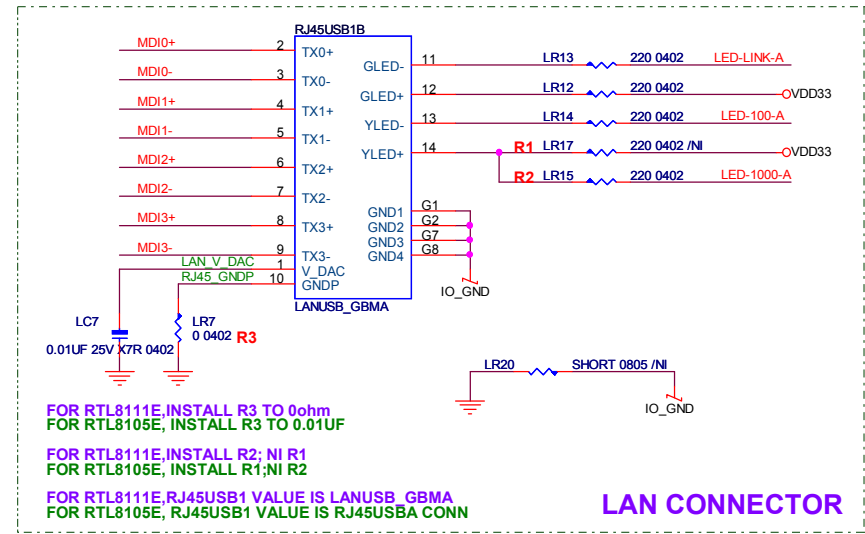 RJ45USB1B
MDI0+ 2 TX0+
MDI0- 3 TX0-
MDI1+ 4 TX1+
MDI1- 5 TX1-
MDI2+ 6 TX2+
MDI2- 7 TX2-
MDI3+ 8 TX3+
MDI3- 9 TX3-
LAN_V_DAC 1 V_DAC
RJ45_GNDP 10 GNDP
GLED- 11 LR13 220 0402 LED-LINK-A
GLED+ 12 LR12 220 0402 VDD33
YLED- 13 LR14 220 0402 LED-100-A
YLED+ 14 R1 LR17 220 0402 /NI VDD33
R2 LR15 220 0402 LED-1000-A
GND1 G1
GND2 G2
GND3 G7
GND4 G8
IO_GND
LANUSB_GBMA
LC7
0.01UF 25V X7R 0402
LR7
0 0402 R3
LR20 SHORT 0805 /NI
IO_GND
FOR RTL8111E,INSTALL R3 TO 0ohm
FOR RTL8105E, INSTALL R3 TO 0.01UF
FOR RTL8111E,INSTALL R2; NI R1
FOR RTL8105E, INSTALL R1;NI R2
FOR RTL8111E,RJ45USB1 VALUE IS LANUSB_GBMA
FOR RTL8105E, RJ45USB1 VALUE IS RJ45USBA CONN
LAN CONNECTOR